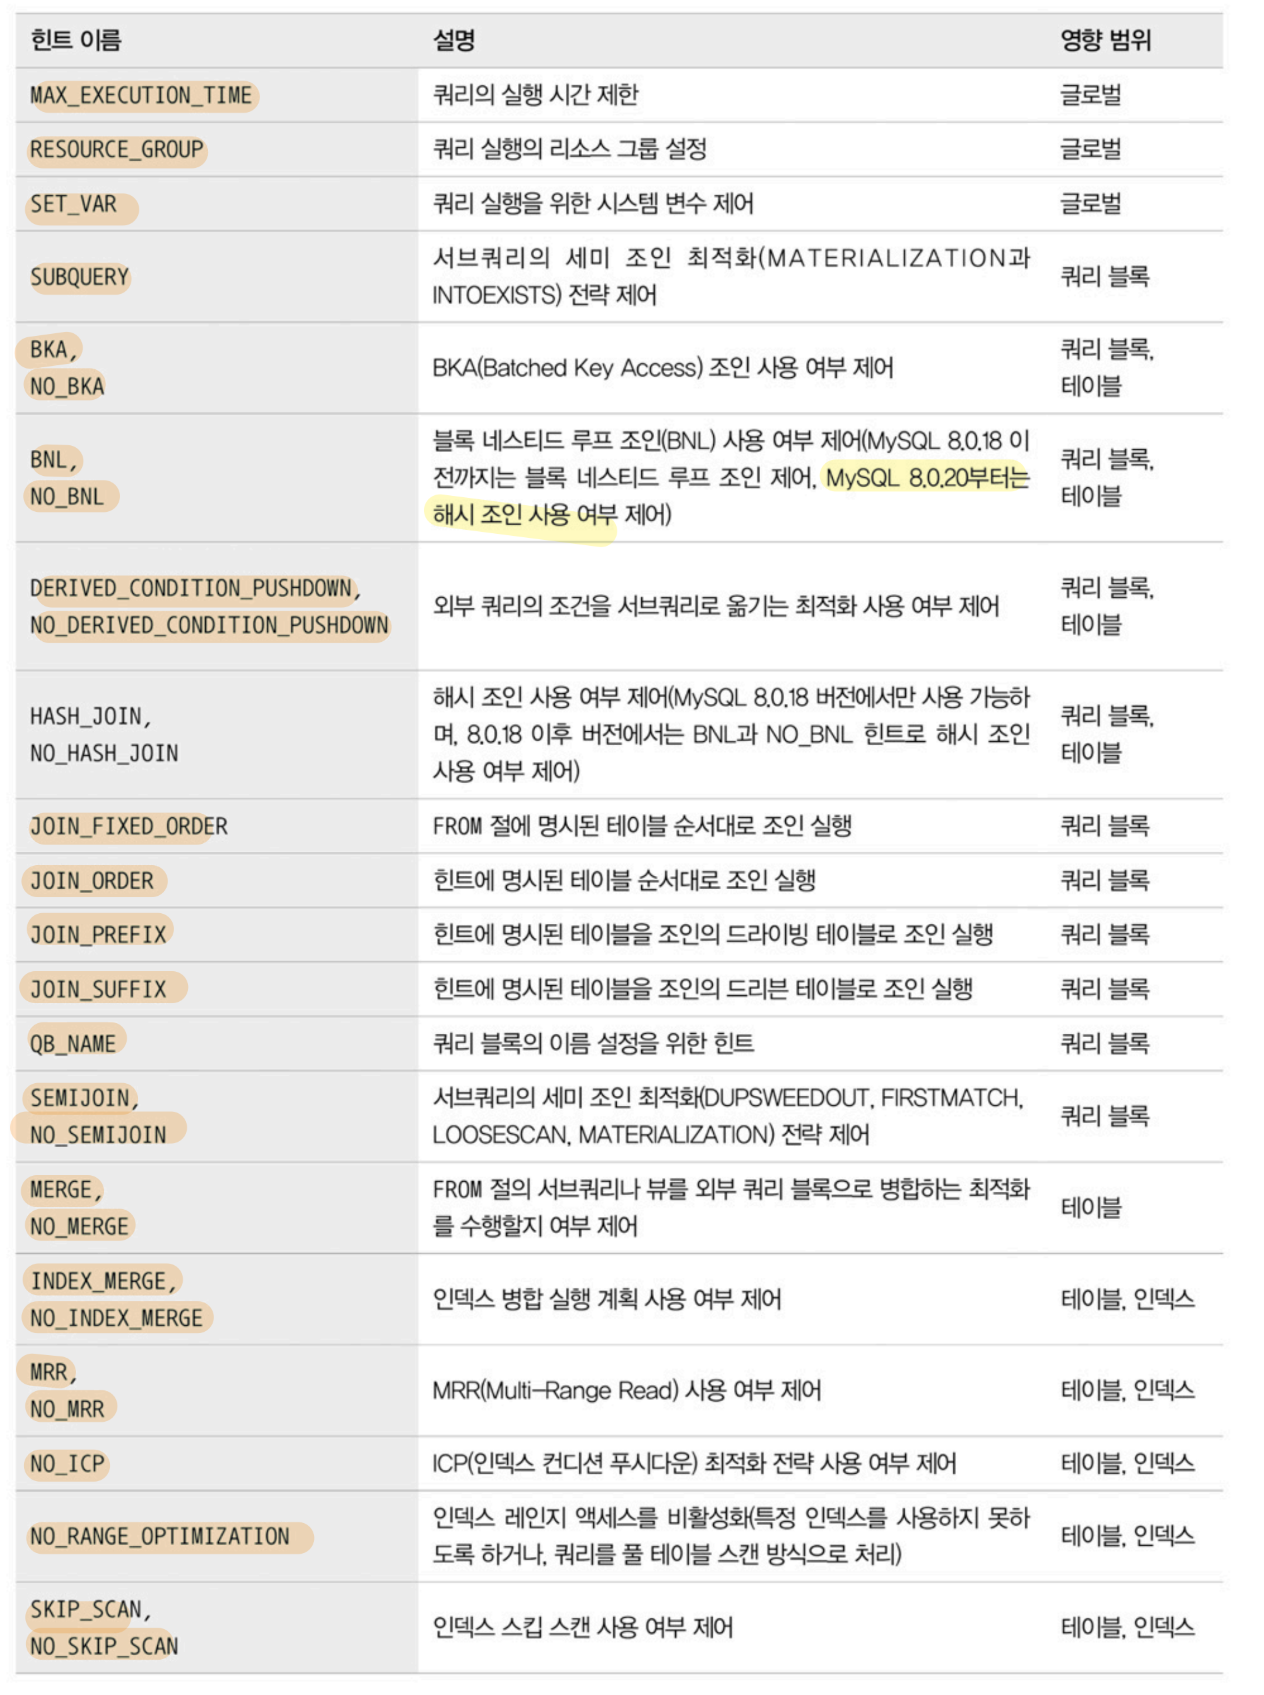 힌트 이름 설명 영향 범위
MAX_EXECUTION_TIME 쿼리의 실행 시간 제한 글로벌
RESOURCE_GROUP 쿼리 실행의 리소스 그룹 설정 글로벌
SET_VAR 쿼리 실행을 위한 시스템 변수 제어 글로벌
SUBQUERY
서브쿼리의 세미 조인 최적화(MATERIALIZATION과
INTOEXISTS) 전략 제어
쿼리 블록
BKA,
NO_BKA
BKA(Batched Key Access) 조인 사용 여부 제어
쿼리 블록,
테이블
BNL,
NO_BNL
블록 네스티드 루프 조인(BNL) 사용 여부 제어(MySQL 8.0.18 이
전까지는 블록 네스티드 루프 조인 제어, MySQL 8.0.20부터는
해시 조인 사용 여부 제어)
쿼리 블록,
테이블
DERIVED_CONDITION_PUSHDOWN,
NO_DERIVED_CONDITION_PUSHDOWN
외부 쿼리의 조건을 서브쿼리로 옮기는 최적화 사용 여부 제어
쿼리 블록,
테이블
HASH_JOIN,
NO_HASH_JOIN
해시 조인 사용 여부 제어(MySQL 8.0.18 버전에서만 사용 가능하
며, 8.0.18 이후 버전에서는 BNL과 NO_BNL 힌트로 해시 조인
사용 여부 제어)
쿼리 블록,
테이블
JOIN_FIXED_ORDER FROM 절에 명시된 테이블 순서대로 조인 실행 쿼리 블록
JOIN_ORDER 힌트에 명시된 테이블 순서대로 조인 실행 쿼리 블록
JOIN_PREFIX 힌트에 명시된 테이블을 조인의 드라이빙 테이블로 조인 실행 쿼리 블록
JOIN_SUFFIX 힌트에 명시된 테이블을 조인의 드리븐 테이블로 조인 실행 쿼리 블록
QB_NAME 쿼리 블록의 이름 설정을 위한 힌트 쿼리 블록
SEMIJOIN,
NO_SEMIJOIN
서브쿼리의 세미 조인 최적화(DUPSWEEDOUT, FIRSTMATCH,
LOOSESCAN, MATERIALIZATION) 전략 제어
쿼리 블록
MERGE,
NO_MERGE
FROM 절의 서브쿼리나 뷰를 외부 쿼리 블록으로 병합하는 최적화
를 수행할지 여부 제어
테이블
INDEX_MERGE,
NO_INDEX_MERGE
인덱스 병합 실행 계획 사용 여부 제어
테이블, 인덱스
MRR,
NO_MRR
MRR(Multi-Range Read) 사용 여부 제어
테이블, 인덱스
NO_ICP ICP(인덱스 컨디션 푸시다운) 최적화 전략 사용 여부 제어 테이블, 인덱스
NO_RANGE_OPTIMIZATION
인덱스 레인지 액세스를 비활성화(특정 인덱스를 사용하지 못하
도록 하거나, 쿼리를 풀 테이블 스캔 방식으로 처리)
테이블, 인덱스
SKIP_SCAN,
NO_SKIP_SCAN
인덱스 스킵 스캔 사용 여부 제어
테이블, 인덱스